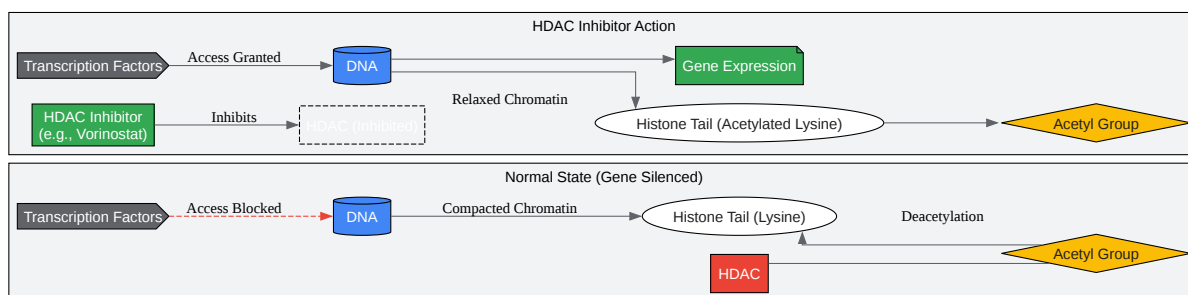 HDAC Inhibitor Action
Transcription Factors
Access Granted
DNA
Gene Expression
Relaxed Chromatin
HDAC Inhibitor
(e.g., Vorinostat)
Inhibits
HDAC (Inhibited)
Histone Tail (Acetylated Lysine)
Acetyl Group
Normal State (Gene Silenced)
Transcription Factors
Access Blocked
DNA
Compacted Chromatin
Histone Tail (Lysine)
Deacetylation
HDAC
Acetyl Group